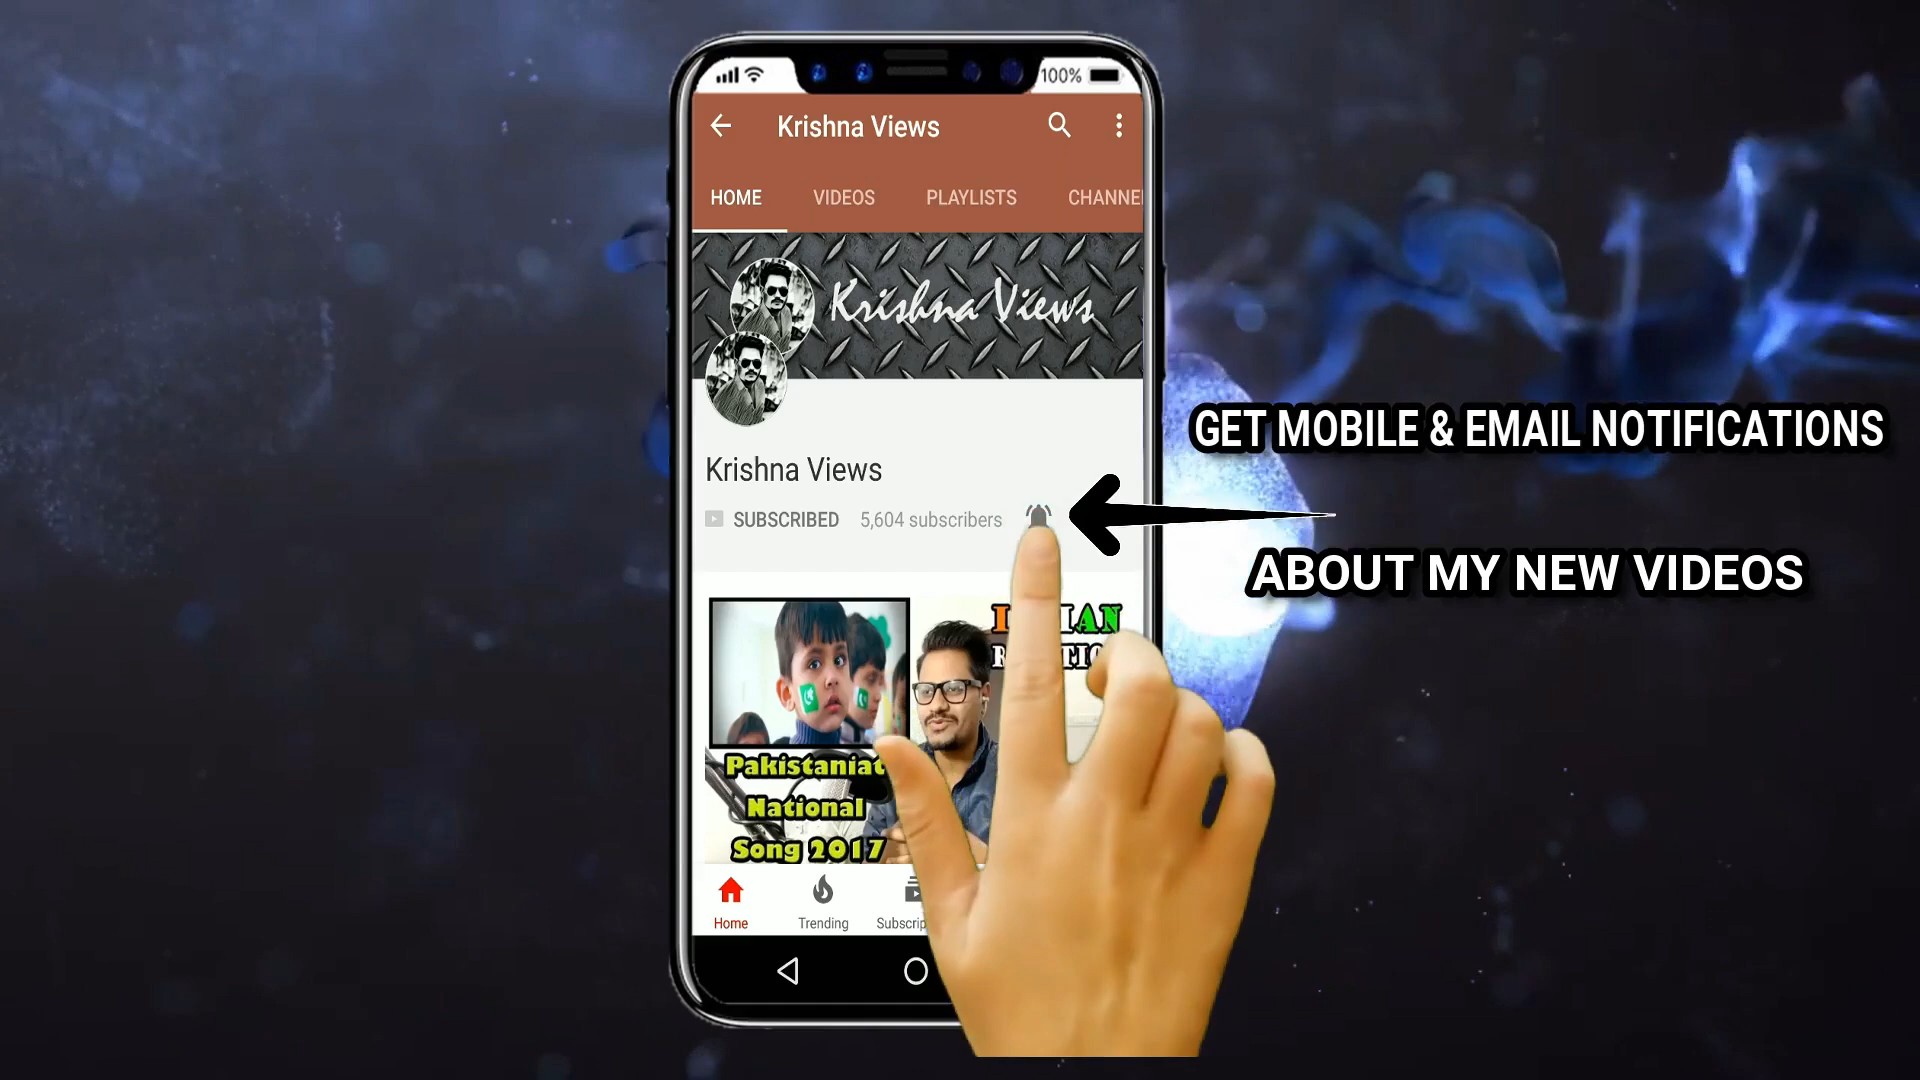 100%
Krishna Views
HOME VIDEOS PLAYLISTS CHANNE
Krishna Views
Krishna Views
SUBSCRIBED 5,604 subscribers
GET MOBILE & EMAIL NOTIFICATIONS
ABOUT MY NEW VIDEOS
Pakistaniat
National
Song 2017
Home Trending Subscrip